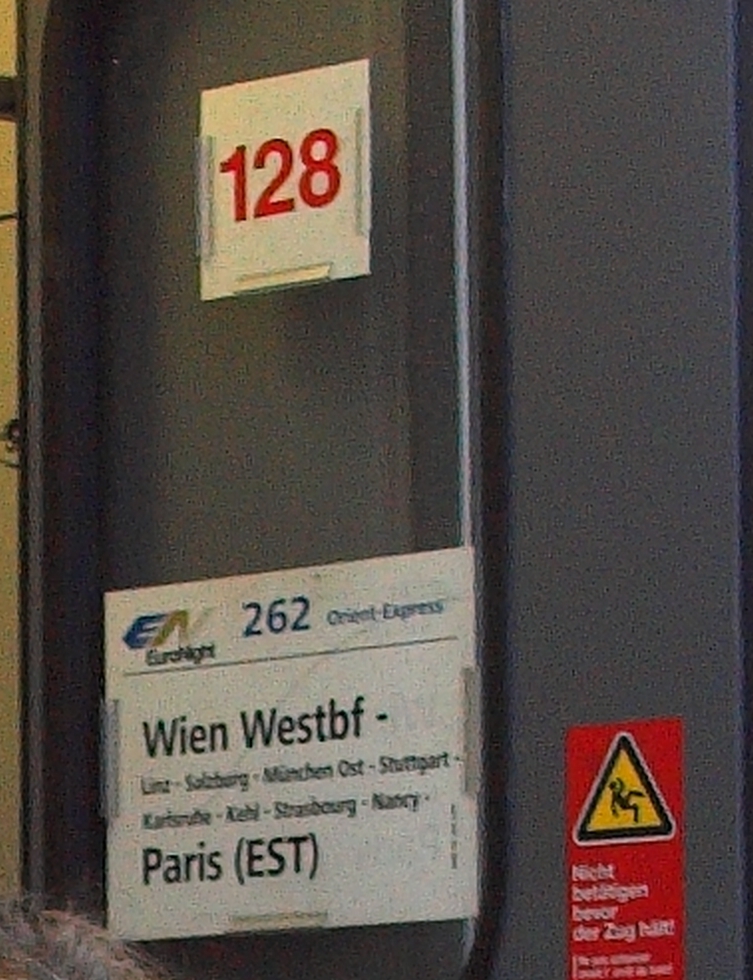 128
EN
EuroNight
262 Orient-Express
Wien Westbf -
Linz - Salzburg - München Ost - Stuttgart -
Karlsruhe - Kehl - Strasbourg - Nancy -
Paris (EST)
Nicht
betätigen
bevor
der Zug hält!